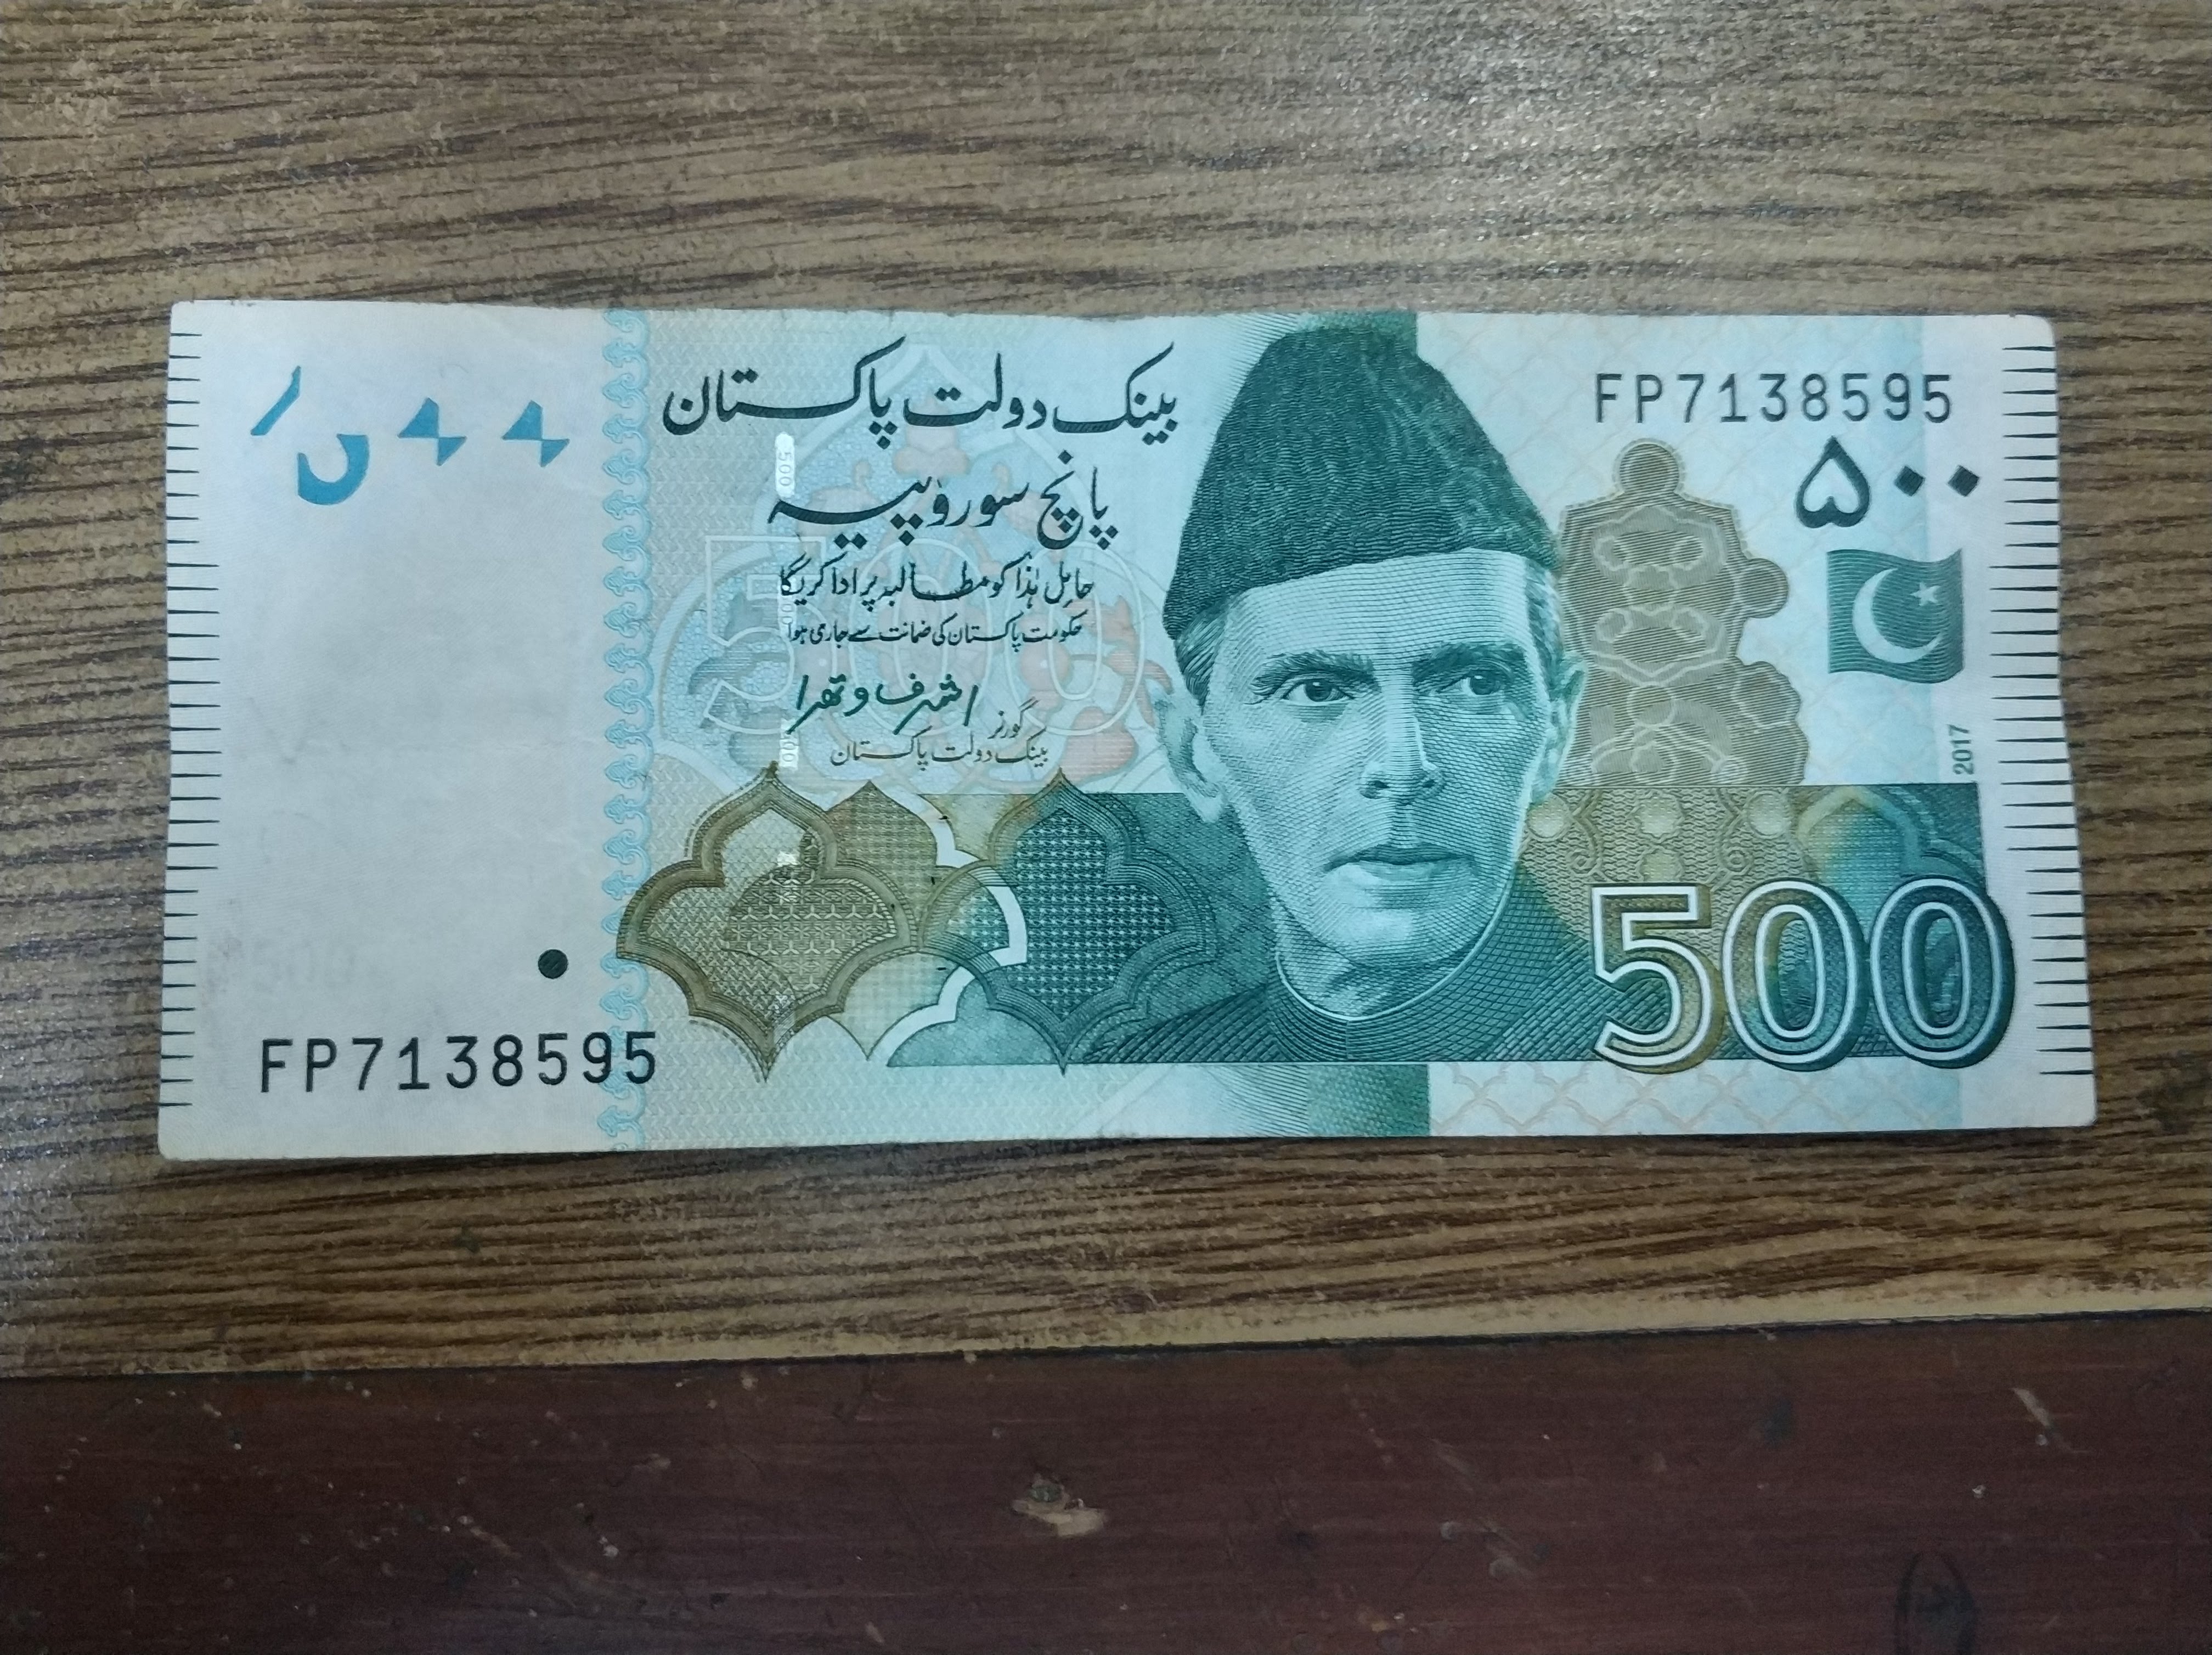 بینک دولت پاکستان
پانچ سو روپیہ
حامل ہٰذا کو مطالبہ پر ادا کریگا
حکومت پاکستان کی ضمانت سے جاری ہوا
اشرف وتھرا
گورنر
بینک دولت پاکستان
FP7138595
۵۰۰
2017
500
FP7138595